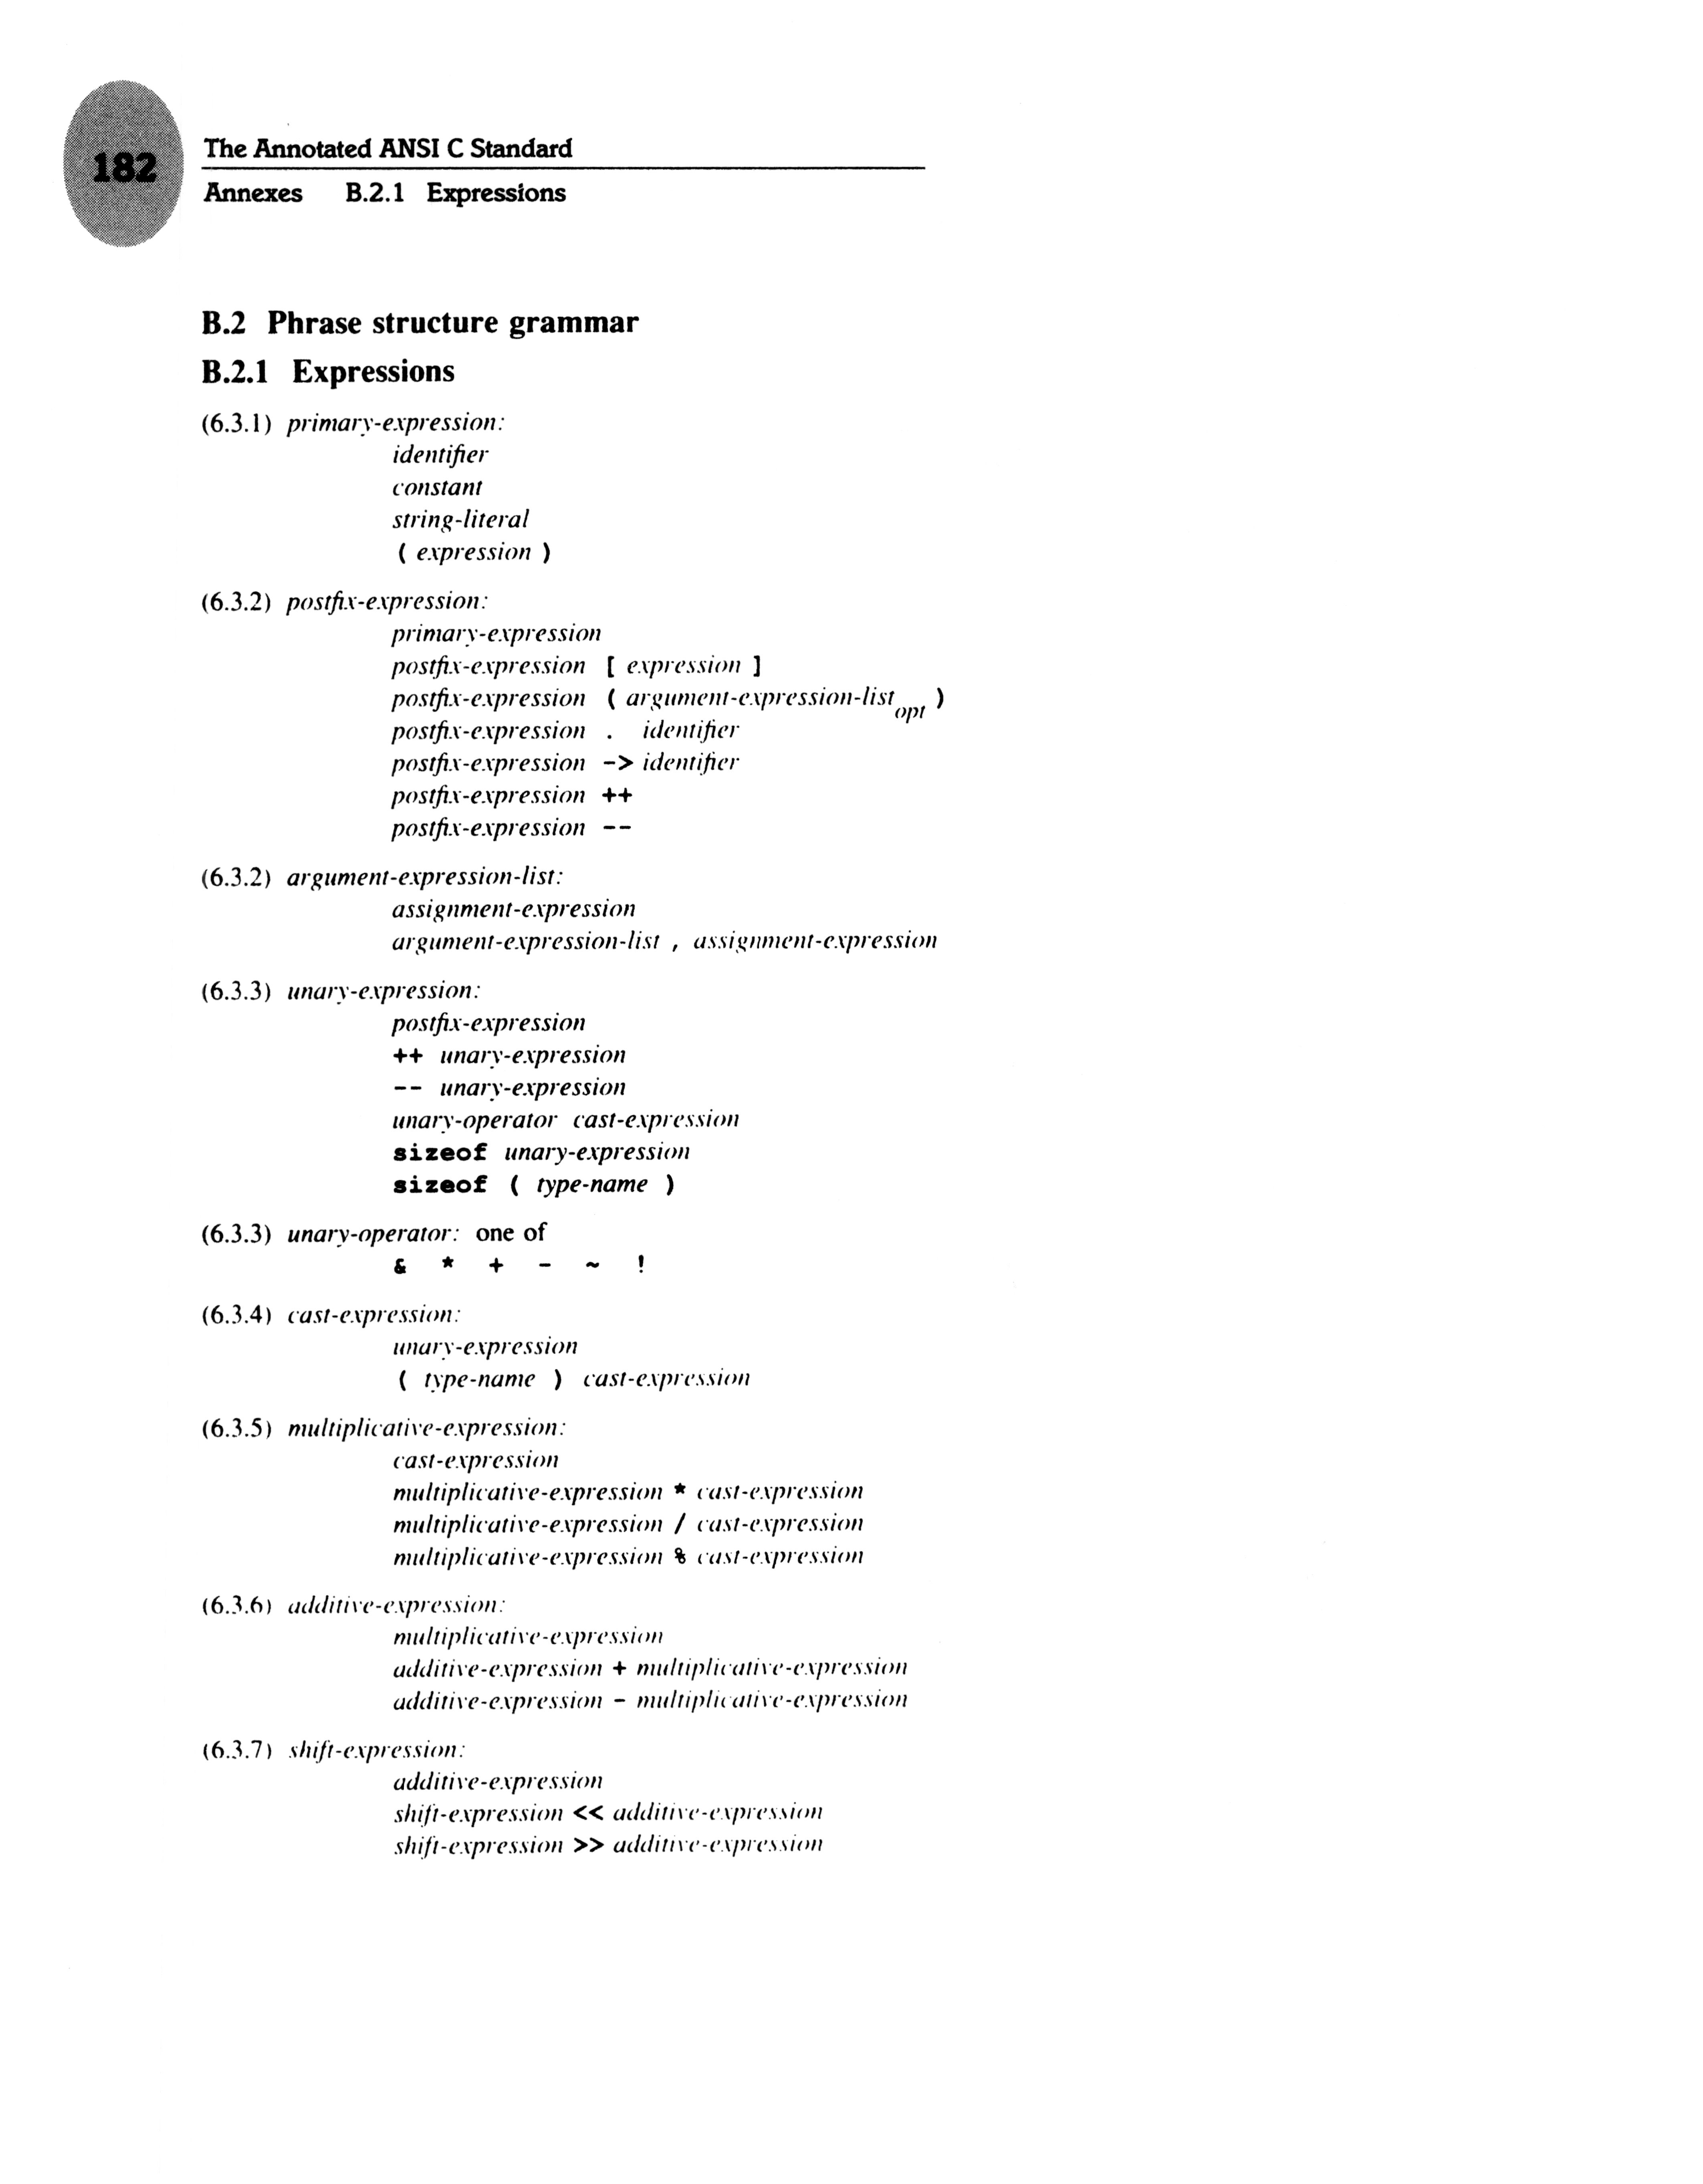 182
The Annotated ANSI C Standard
Annexes B.2.1 Expressions
B.2 Phrase structure grammar
B.2.1 Expressions
(6.3.1) primary-expression:
identifier
constant
string-literal
( expression )
(6.3.2) postfix-expression:
primary-expression
postfix-expression [ expression ]
postfix-expression ( argument-expression-list opt )
postfix-expression . identifier
postfix-expression -> identifier
postfix-expression ++
postfix-expression --
(6.3.2) argument-expression-list:
assignment-expression
argument-expression-list , assignment-expression
(6.3.3) unary-expression:
postfix-expression
++ unary-expression
-- unary-expression
unary-operator cast-expression
sizeof unary-expression
sizeof ( type-name )
(6.3.3) unary-operator: one of
& * + - ~ !
(6.3.4) cast-expression:
unary-expression
( type-name ) cast-expression
(6.3.5) multiplicative-expression:
cast-expression
multiplicative-expression * cast-expression
multiplicative-expression / cast-expression
multiplicative-expression % cast-expression
(6.3.6) additive-expression:
multiplicative-expression
additive-expression + multiplicative-expression
additive-expression - multiplicative-expression
(6.3.7) shift-expression:
additive-expression
shift-expression << additive-expression
shift-expression >> additive-expression